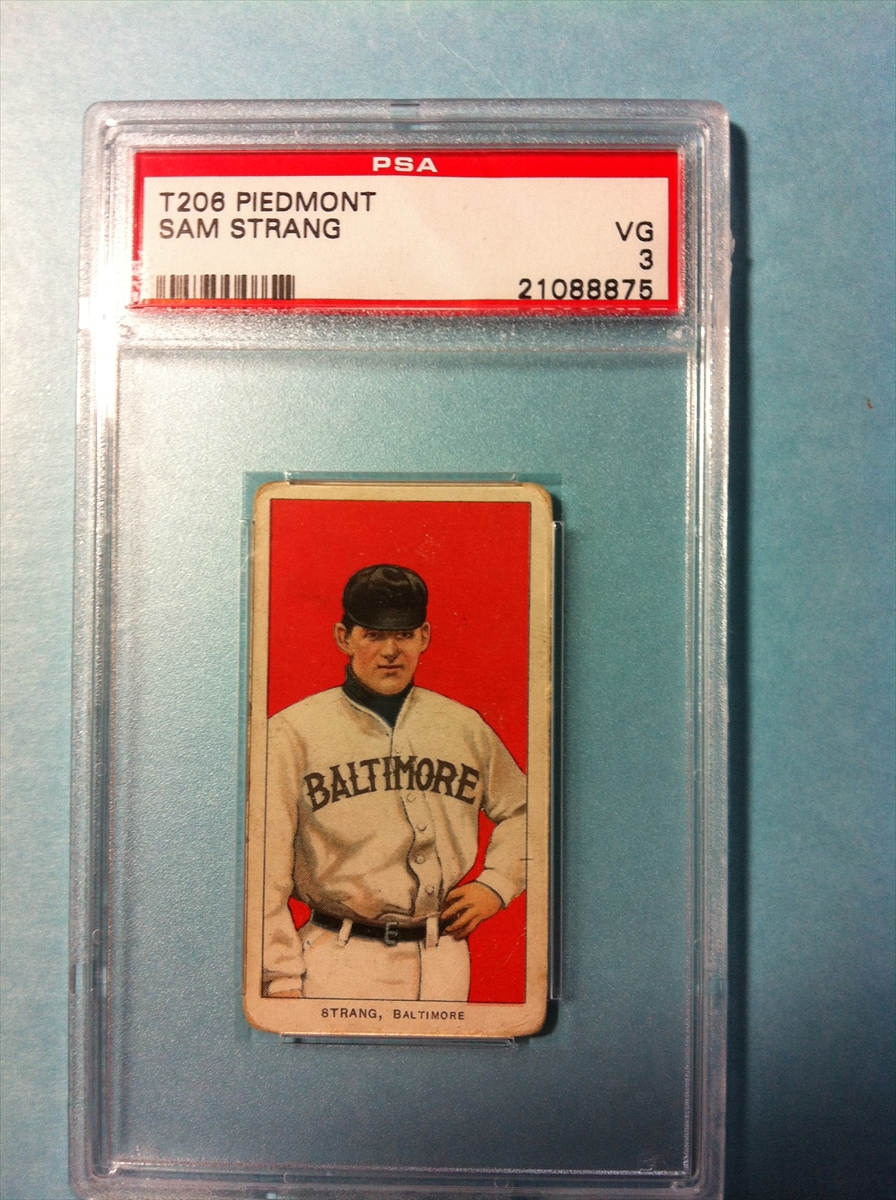 PSA
T206 PIEDMONT
SAM STRANG
VG
3
21088875
BALTIMORE
E
STRANG, BALTIMORE